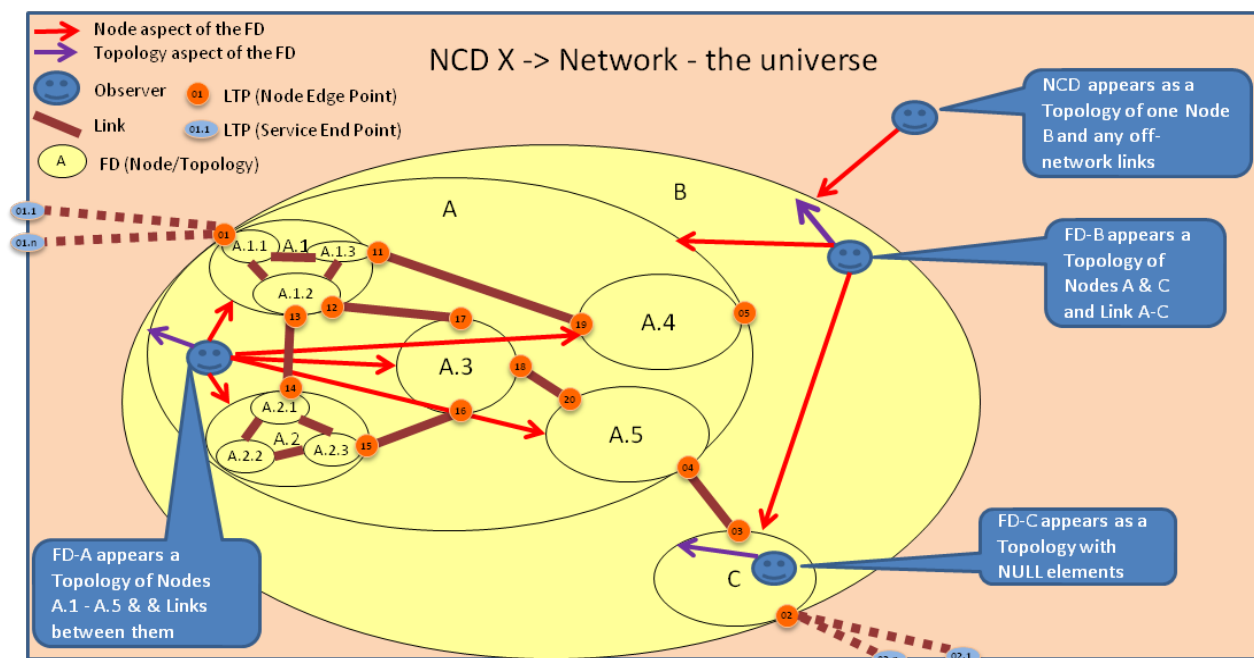 Node aspect of the FD
Topology aspect of the FD
NCD X -> Network - the universe
Observer
01
LTP (Node Edge Point)
Link
01.1
LTP (Service End Point)
A
FD (Node/Topology)
NCD appears as a
Topology of one Node
B and any off-
network links
B
A
01.1
01.n
01
A.1.1
A.1
A.1.3
11
A.1.2
12
13
17
19
A.4
05
FD-B appears a
Topology of
Nodes A & C
and Link A-C
A.3
18
14
20
16
A.2.1
A.2
A.2.2
A.2.3
15
A.5
04
03
C
02
FD-A appears a
Topology of Nodes
A.1 - A.5 & & Links
between them
FD-C appears as a
Topology with
NULL elements
02.1